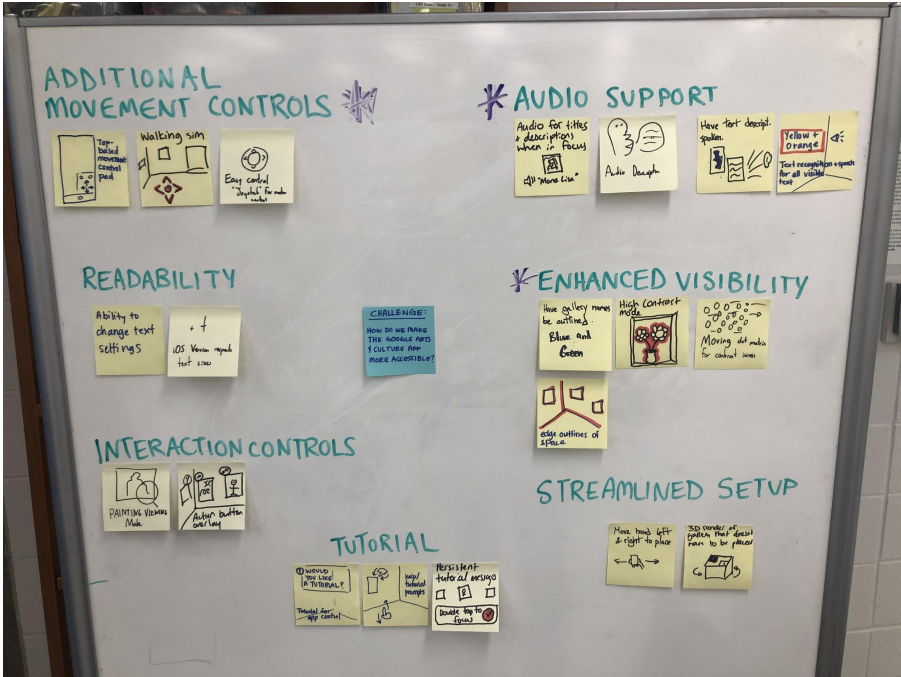 ADDITIONAL
MOVEMENT CONTROLS
Tap-
based
movement
control
pad
Walking sim
Easy control
"Joystick" for motor
control
AUDIO SUPPORT
Audio for titles
& descriptions
when in focus
"Mona Lisa"
Audio Descriptn
Have text descript.
spoken.
Yellow +
Orange
Text recognition + speech
for all visible
text
READABILITY
Ability to
change text
settings
iOS Version
text sizes
CHALLENGE:
HOW DO WE MAKE
THE GOOGLE ARTS
& CULTURE APP
MORE ACCESSIBLE?
ENHANCED VISIBILITY
Have gallery names
be outlined.
Blue and
Green
High Contrast
mode
Moving dot matrix
for contrast
edge outlines of
space
INTERACTION CONTROLS
PAINTING VIEWING
Mode
Action button
overlay
STREAMLINED SETUP
Move hand left
& right to place
3D render of
gallery that doesn't
have to be placed
TUTORIAL
WOULD
YOU LIKE
A TUTORIAL?
Tutorial for
app control
help/
tutorial
prompts
Persistent
tutorial messages
Double tap to
focus